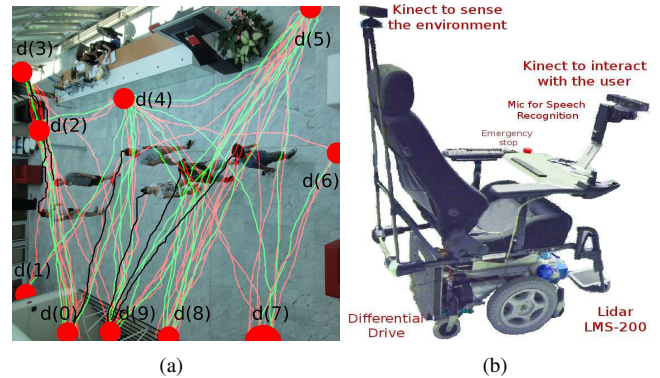 d(3)
d(5)
d(4)
d(2)
d(6)
d(1)
d(0)
d(9)
d(8)
d(7)
(a)
Kinect to sense
the environment
Kinect to interact
with the user
Mic for Speech
Recognition
Emergency
stop
Differential
Drive
Lidar
LMS-200
(b)